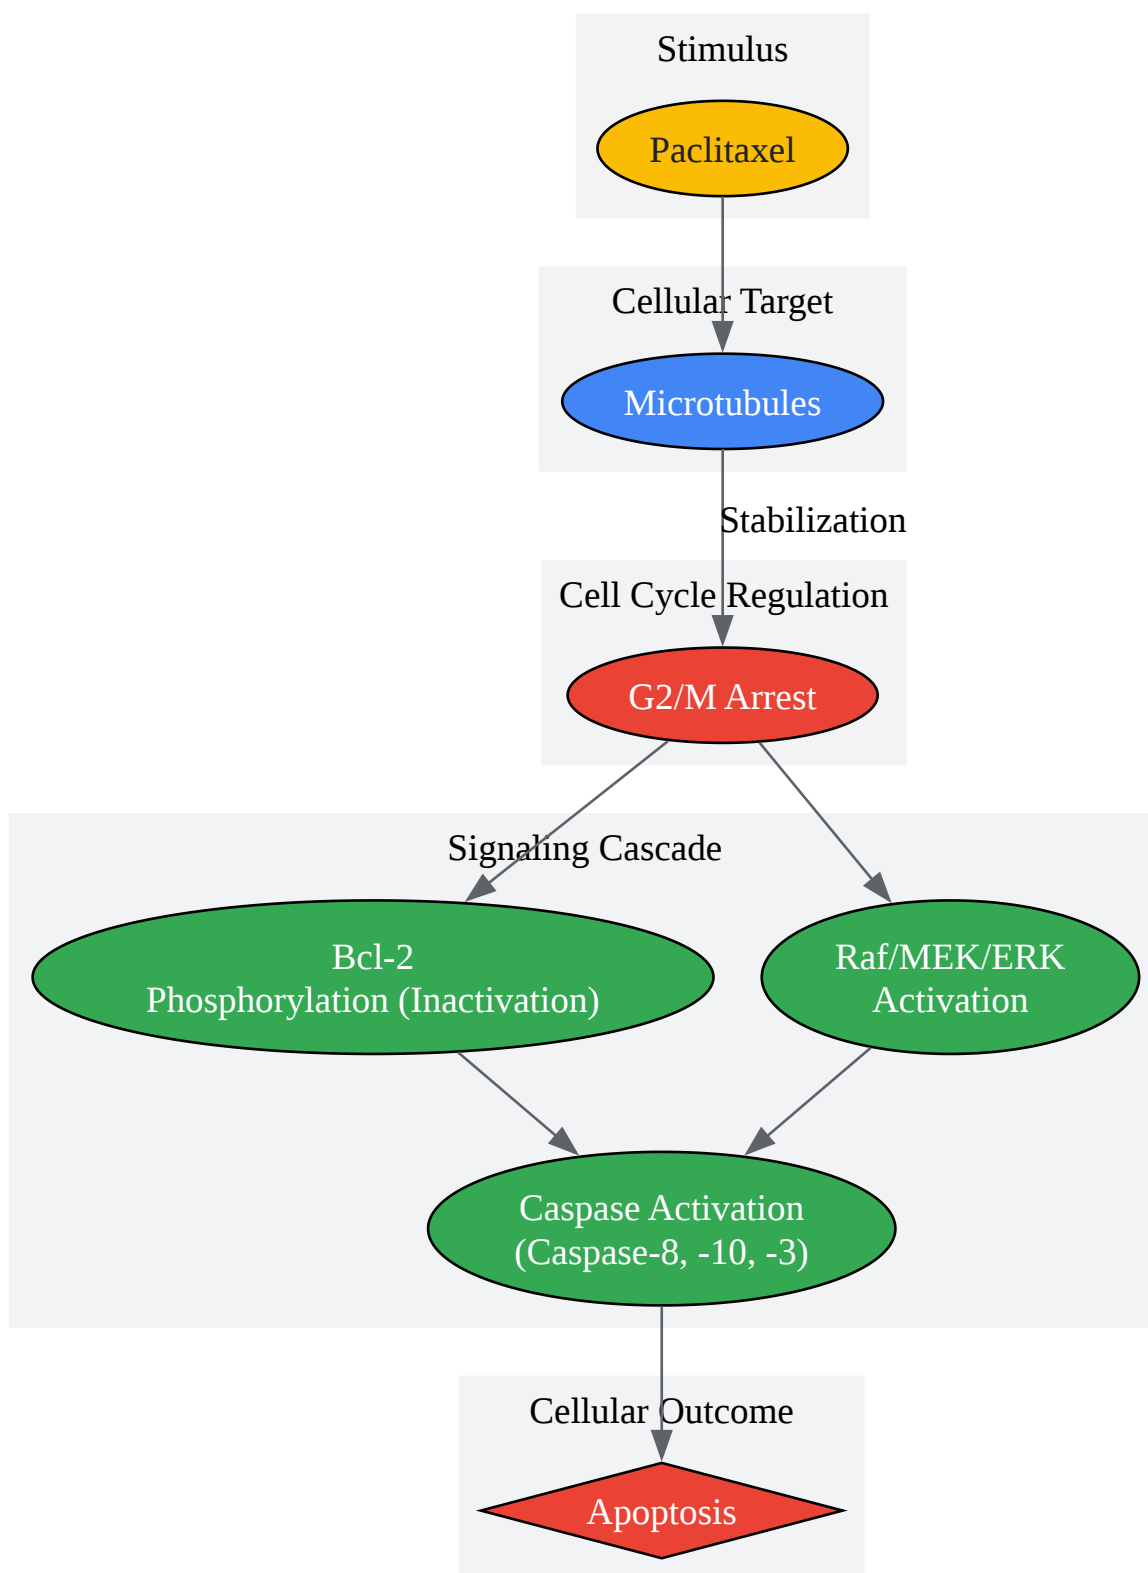 Stimulus
Paclitaxel
Cellular Target
Microtubules
Stabilization
Cell Cycle Regulation
G2/M Arrest
Signaling Cascade
Bcl-2
Phosphorylation (Inactivation)
Raf/MEK/ERK
Activation
Caspase Activation
(Caspase-8, -10, -3)
Cellular Outcome
Apoptosis